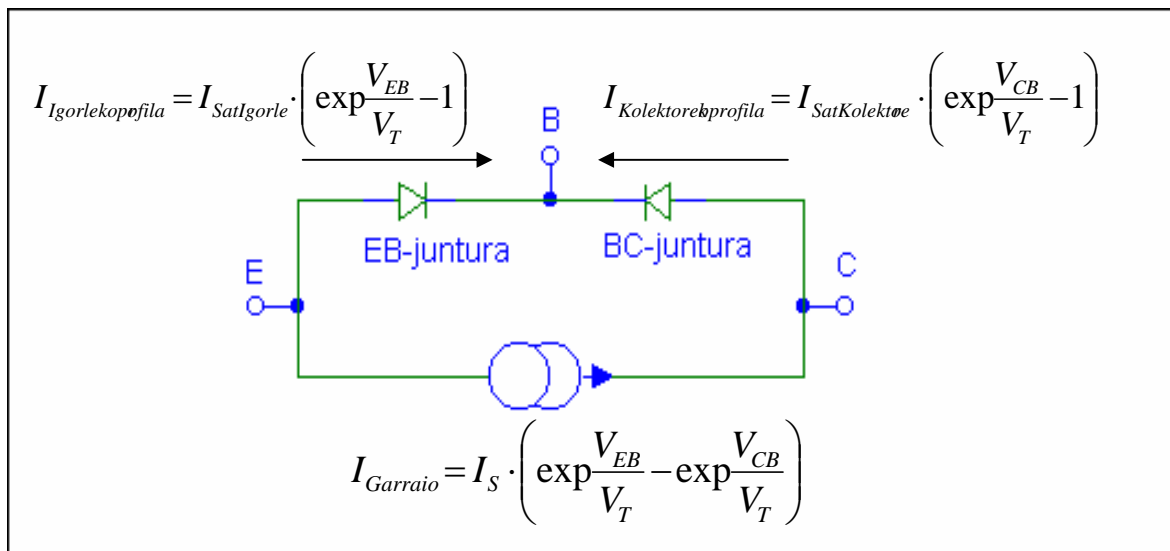 I_Igorlekoprofila = I_SatIgorle · (exp V_EB/V_T − 1)
I_Kolektorekoprofila = I_SatKolektore · (exp V_CB/V_T − 1)
B
EB-juntura
BC-juntura
E
C
I_Garraio = I_S · (exp V_EB/V_T − exp V_CB/V_T)